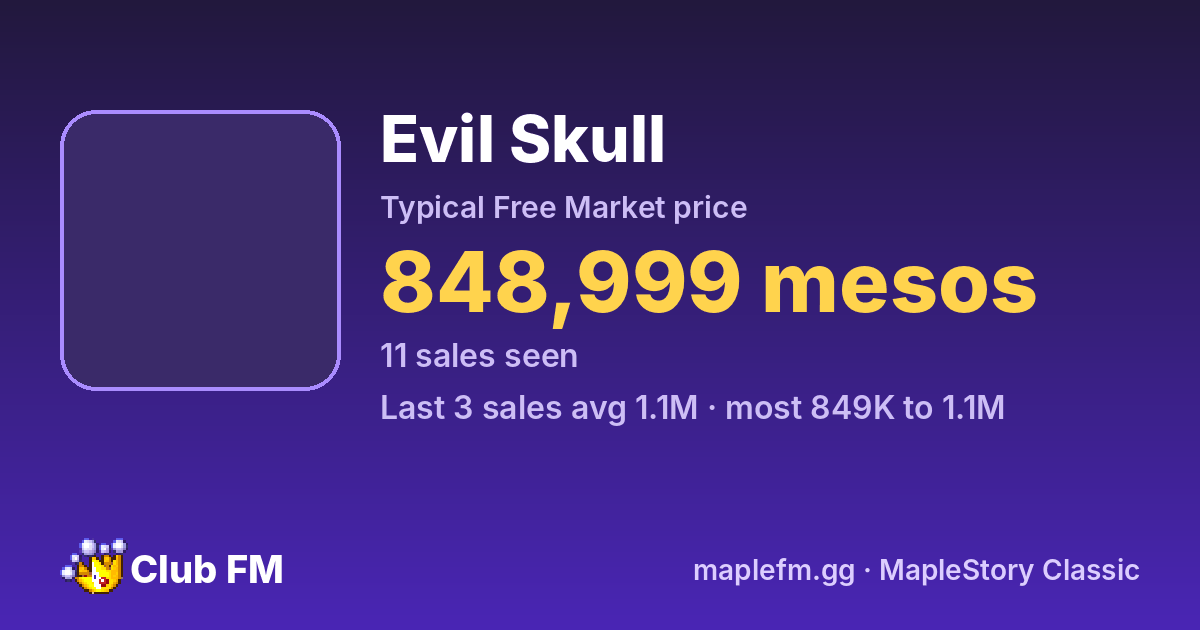 Evil Skull
Typical Free Market price
848,999 mesos
11 sales seen
Last 3 sales avg 1.1M · most 849K to 1.1M
Club FM
maplefm.gg · MapleStory Classic